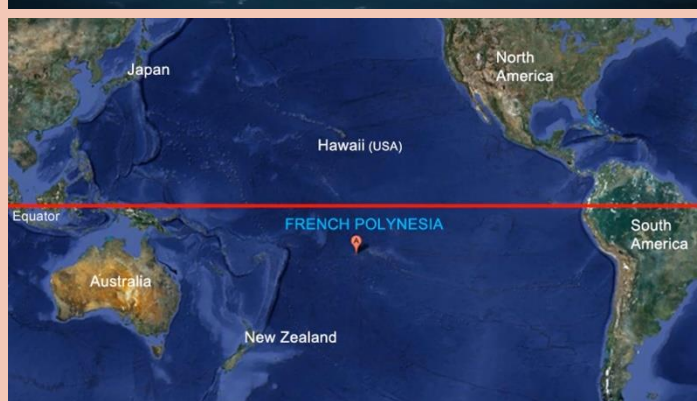 Japan
North
America
Hawaii (USA)
Equator
FRENCH POLYNESIA
A
South
America
Australia
New Zealand